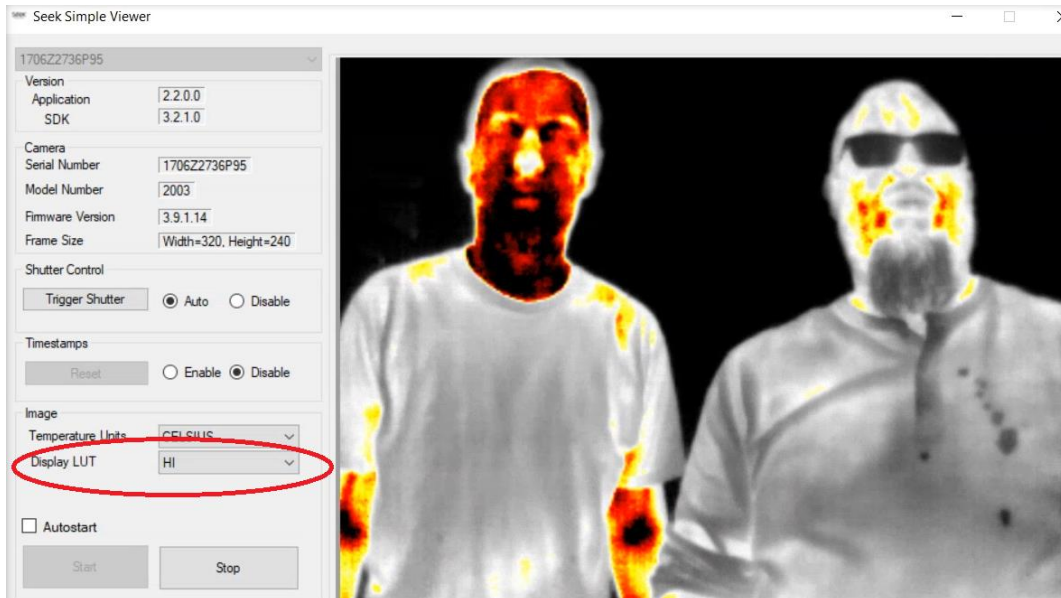 Seek Simple Viewer
1706Z2736P95
Version
Application 2.2.0.0
SDK 3.2.1.0
Camera
Serial Number 1706Z2736P95
Model Number 2003
Firmware Version 3.9.1.14
Frame Size Width=320, Height=240
Shutter Control
Trigger Shutter Auto Disable
Timestamps
Reset Enable Disable
Image
Temperature Units CELSIUS
Display LUT HI
Autostart
Start Stop